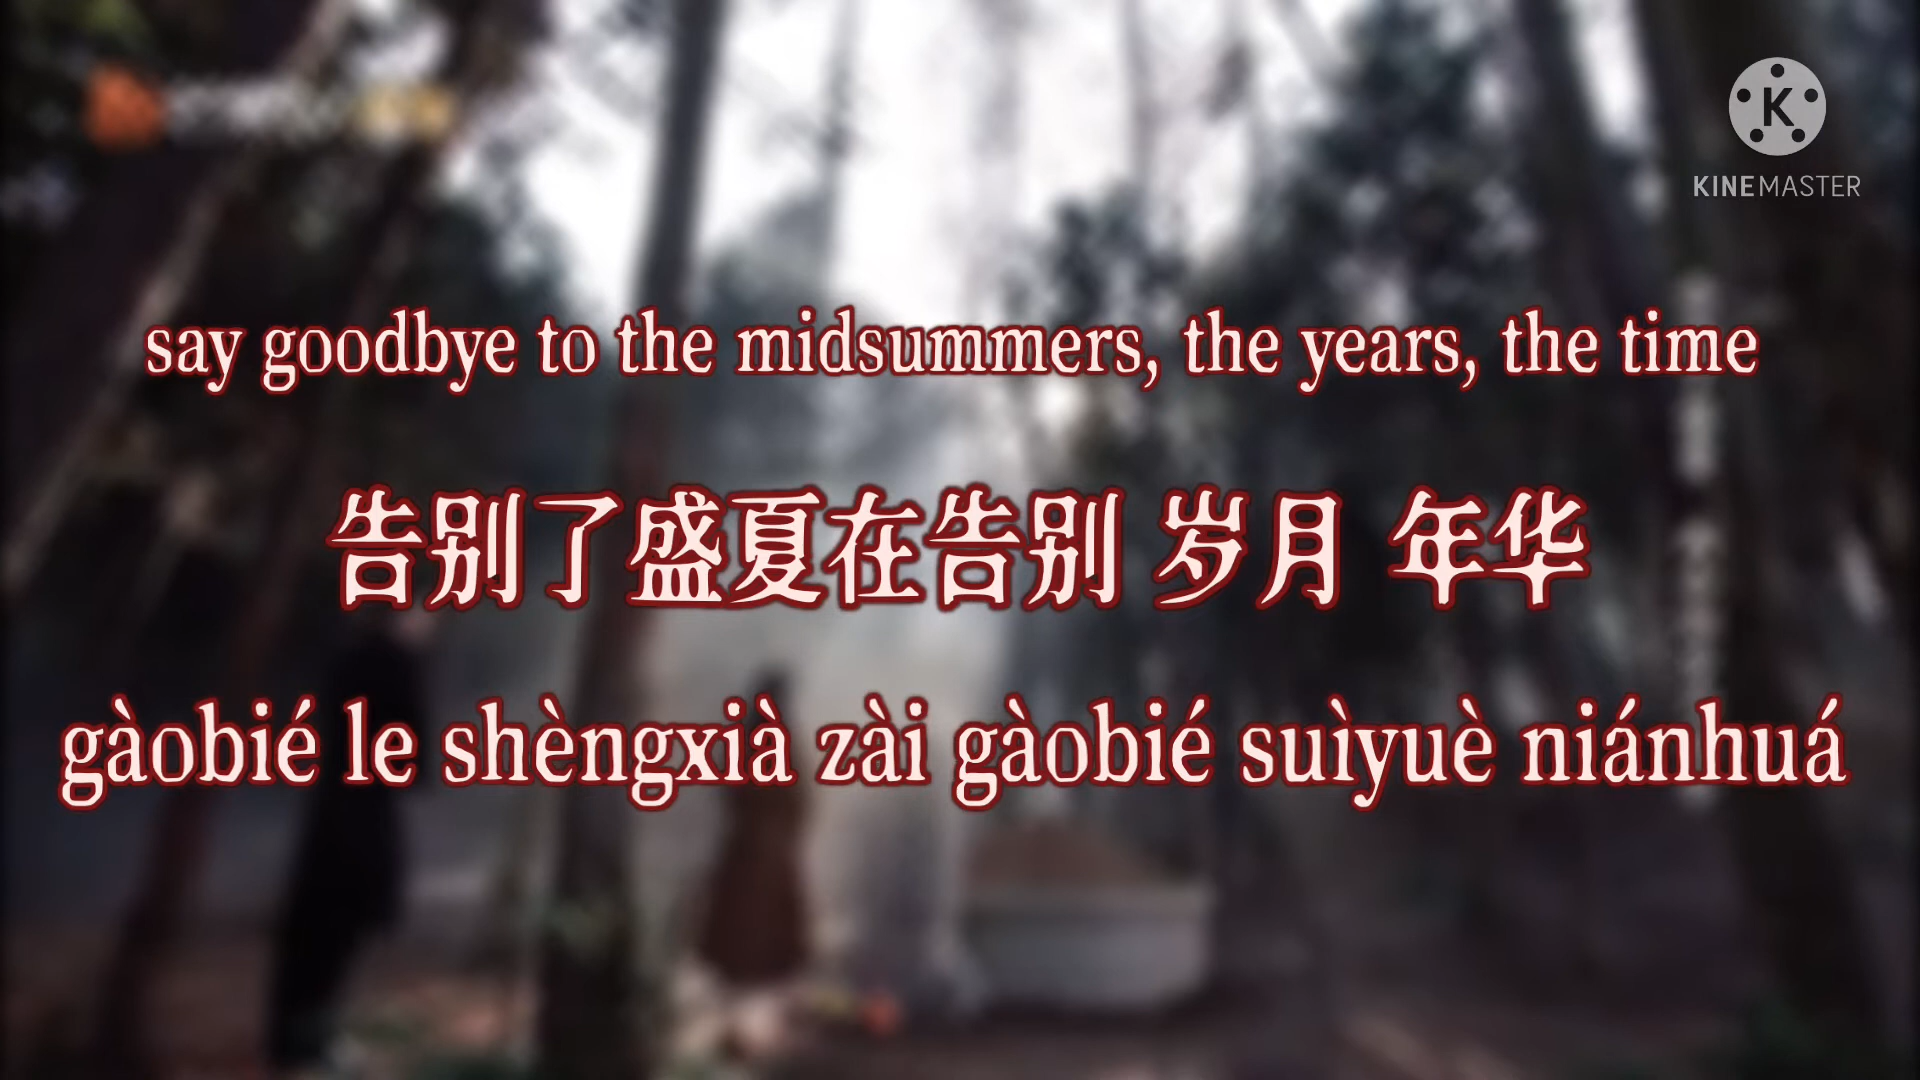 KINEMASTER
say goodbye to the midsummers, the years, the time
告别了盛夏在告别 岁月 年华
gàobié le shèngxià zài gàobié suìyuè niánhuá